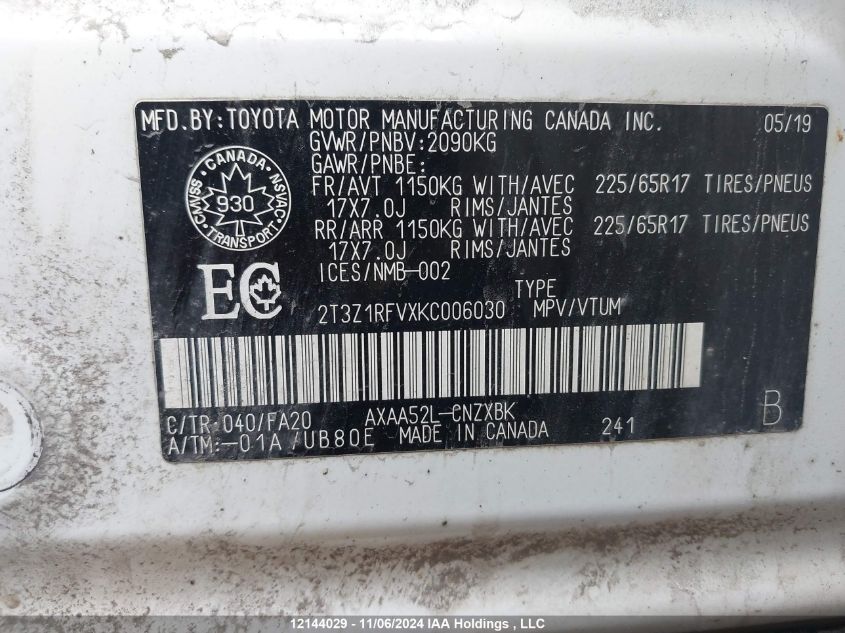 MFD.BY:TOYOTA MOTOR MANUFACTURING CANADA INC. 05/19
GVWR/PNBV:2090KG
GAWR/PNBE:
FR/AVT 1150KG WITH/AVEC 225/65R17 TIRES/PNEUS
17X7.0J RIMS/JANTES
RR/ARR 1150KG WITH/AVEC 225/65R17 TIRES/PNEUS
17X7.0J RIMS/JANTES
ICES/NMB-002
CANADA
CMVSS 930 NSVAC
TRANSPORT
EC
TYPE
2T3Z1RFVXKC006030 MPV/VTUM
C/TR:040/FA20 AXAA52L-CNZXBK B
A/TM:-01A /UB80E MADE IN CANADA 241
12144029 - 11/06/2024 IAA Holdings , LLC